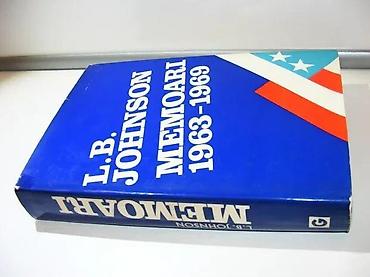 L.B.
JOHNSON
MEMOARI
1963-1969
L.B. JOHNSON
MEMOARI
G